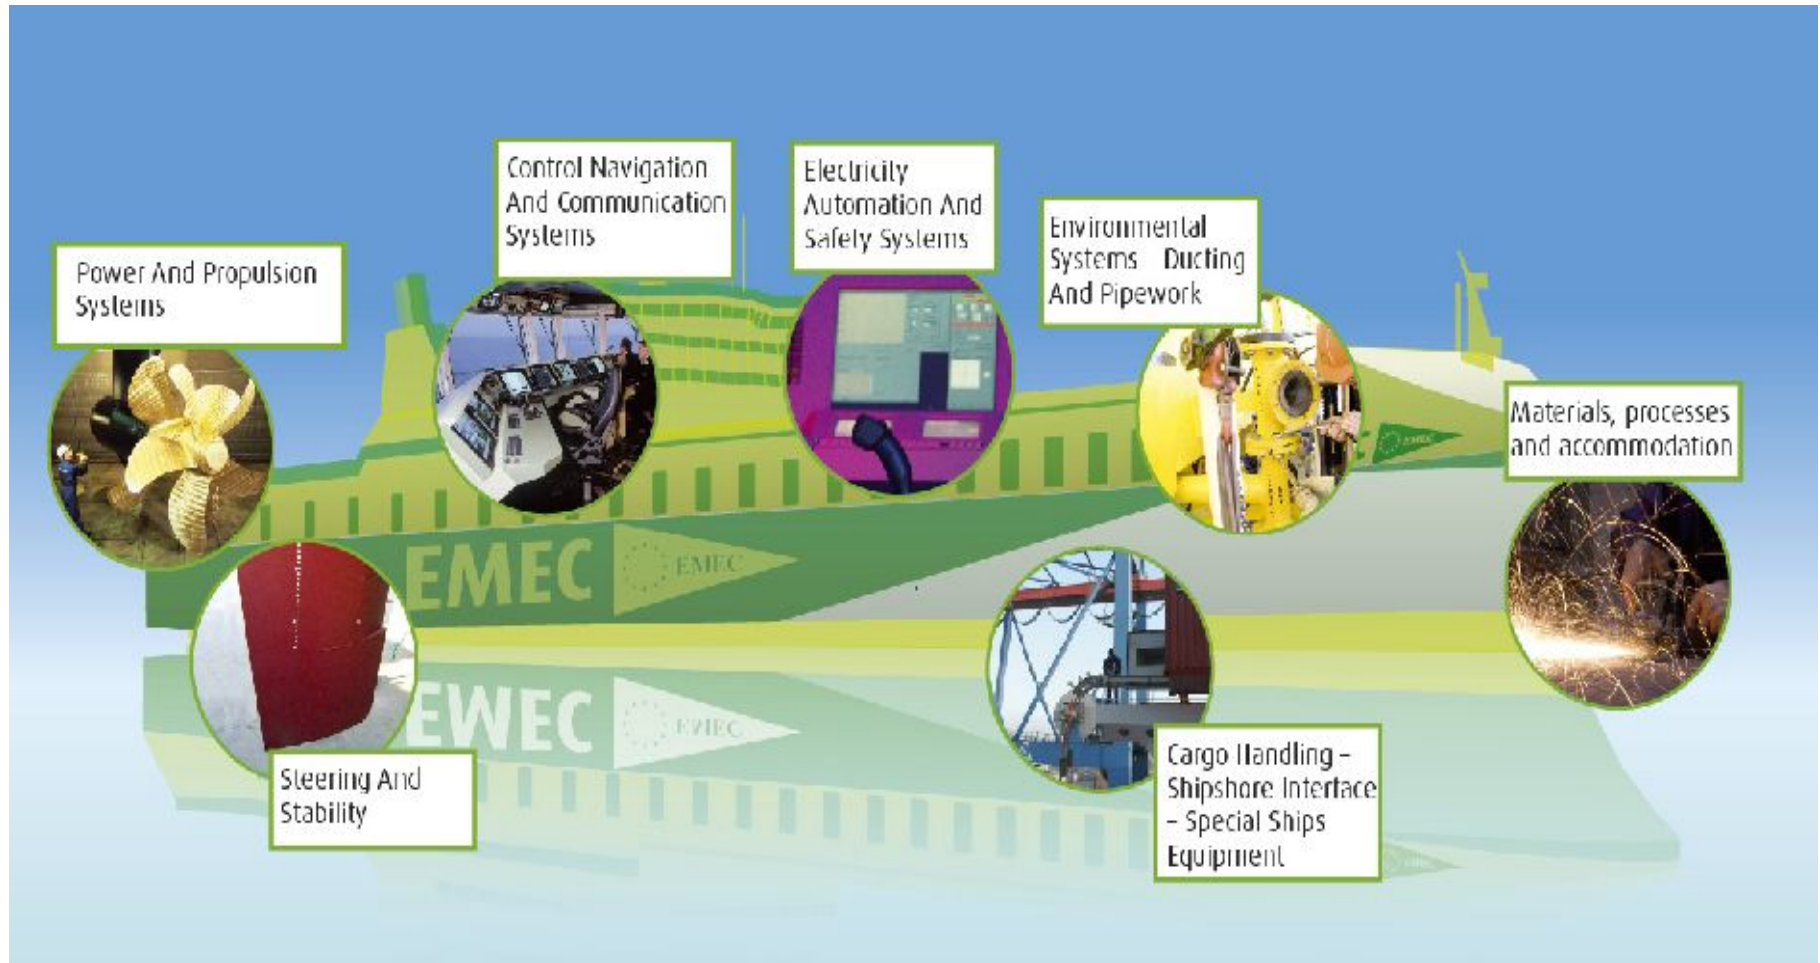 Control Navigation
And Communication
Systems
Electricity
Automation And
Safety Systems
Environmental
Systems Ducting
And Pipework
Power And Propulsion
Systems
Materials, processes
and accommodation
EMEC
EMEC
EMEC
Steering And
Stability
Cargo Handling –
Shipshore Interface
– Special Ships
Equipment